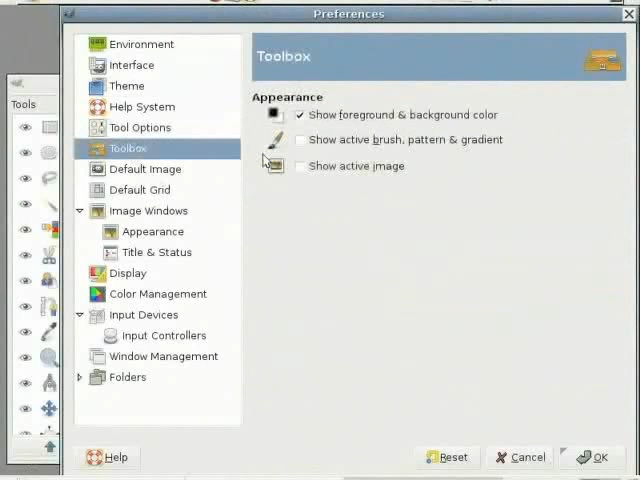 Preferences
Tools
Environment
Interface
Theme
Help System
Tool Options
Toolbox
Default Image
Default Grid
Image Windows
Appearance
Title & Status
Display
Color Management
Input Devices
Input Controllers
Window Management
Folders
Toolbox
Appearance
Show foreground & background color
Show active brush, pattern & gradient
Show active image
Help
Reset
Cancel
OK